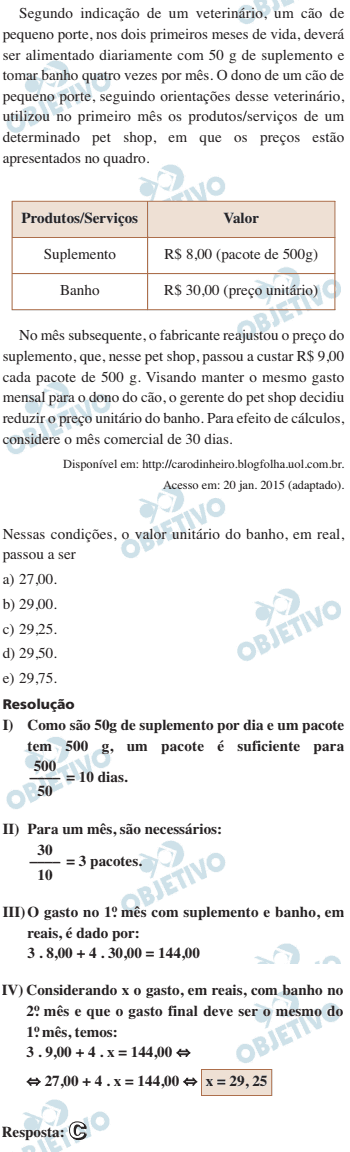 Segundo indicação de um veterinário, um cão de
pequeno porte, nos dois primeiros meses de vida, deverá
ser alimentado diariamente com 50 g de suplemento e
tomar banho quatro vezes por mês. O dono de um cão de
pequeno porte, seguindo orientações desse veterinário,
utilizou no primeiro mês os produtos/serviços de um
determinado pet shop, em que os preços estão
apresentados no quadro.
Produtos/Serviços Valor
Suplemento R$ 8,00 (pacote de 500g)
Banho R$ 30,00 (preço unitário)
No mês subsequente, o fabricante reajustou o preço do
suplemento, que, nesse pet shop, passou a custar R$ 9,00
cada pacote de 500 g. Visando manter o mesmo gasto
mensal para o dono do cão, o gerente do pet shop decidiu
reduzir o preço unitário do banho. Para efeito de cálculos,
considere o mês comercial de 30 dias.
Disponível em: http://carodinheiro.blogfolha.uol.com.br.
Acesso em: 20 jan. 2015 (adaptado).
Nessas condições, o valor unitário do banho, em real,
passou a ser
a) 27,00.
b) 29,00.
c) 29,25.
d) 29,50.
e) 29,75.
Resolução
I) Como são 50g de suplemento por dia e um pacote
tem 500 g, um pacote é suficiente para
500
50
= 10 dias.
II) Para um mês, são necessários:
30
10
= 3 pacotes.
III) O gasto no 1º mês com suplemento e banho, em
reais, é dado por:
3 . 8,00 + 4 . 30,00 = 144,00
IV) Considerando x o gasto, em reais, com banho no
2º mês e que o gasto final deve ser o mesmo do
1º mês, temos:
3 . 9,00 + 4 . x = 144,00 ⇔
⇔ 27,00 + 4 . x = 144,00 ⇔ x = 29, 25
Resposta: C
OBJETIVO